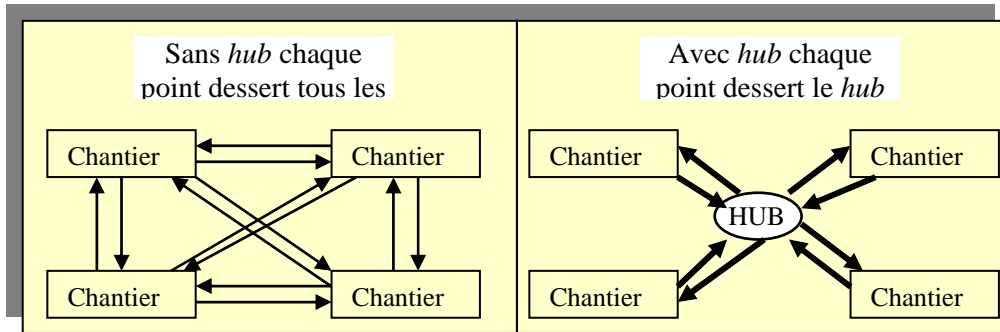 Sans hub chaque
point dessert tous les
Chantier
Chantier
Chantier
Chantier
Avec hub chaque
point dessert le hub
Chantier
Chantier
HUB
Chantier
Chantier